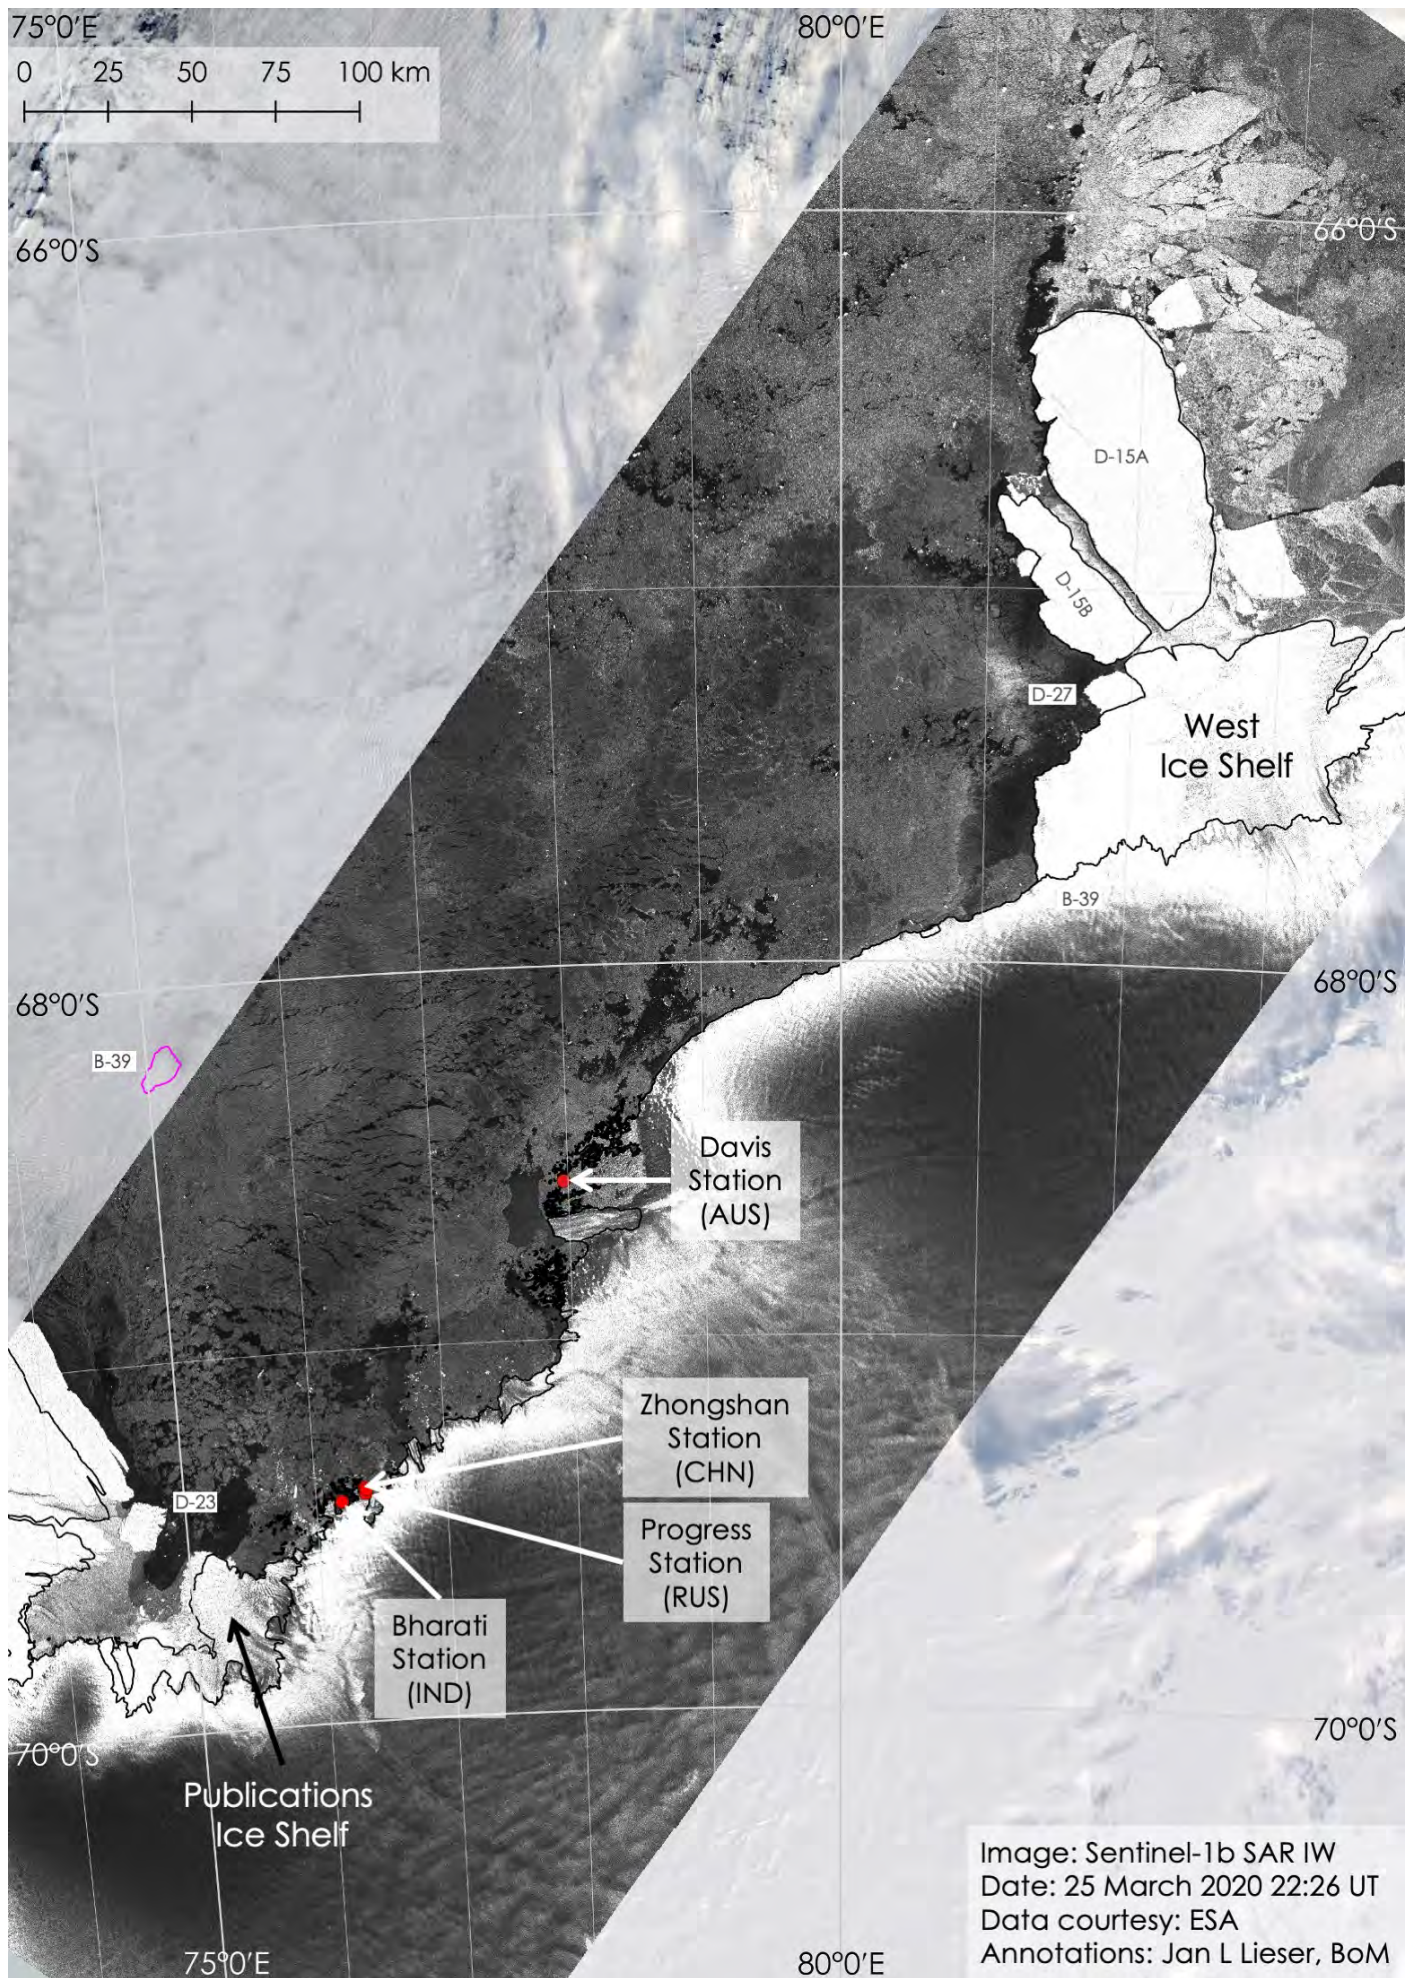 75°0'E
80°0'E
0 25 50 75 100 km
66°0'S
66°0'S
D-15A
D-15B
D-27
West
Ice Shelf
B-39
68°0'S
68°0'S
B-39
Davis
Station
(AUS)
Zhongshan
Station
(CHN)
D-23
Progress
Station
(RUS)
Bharati
Station
(IND)
70°0'S
70°0'S
Publications
Ice Shelf
Image: Sentinel-1b SAR IW
Date: 25 March 2020 22:26 UT
Data courtesy: ESA
Annotations: Jan L Lieser, BoM
75°0'E
80°0'E